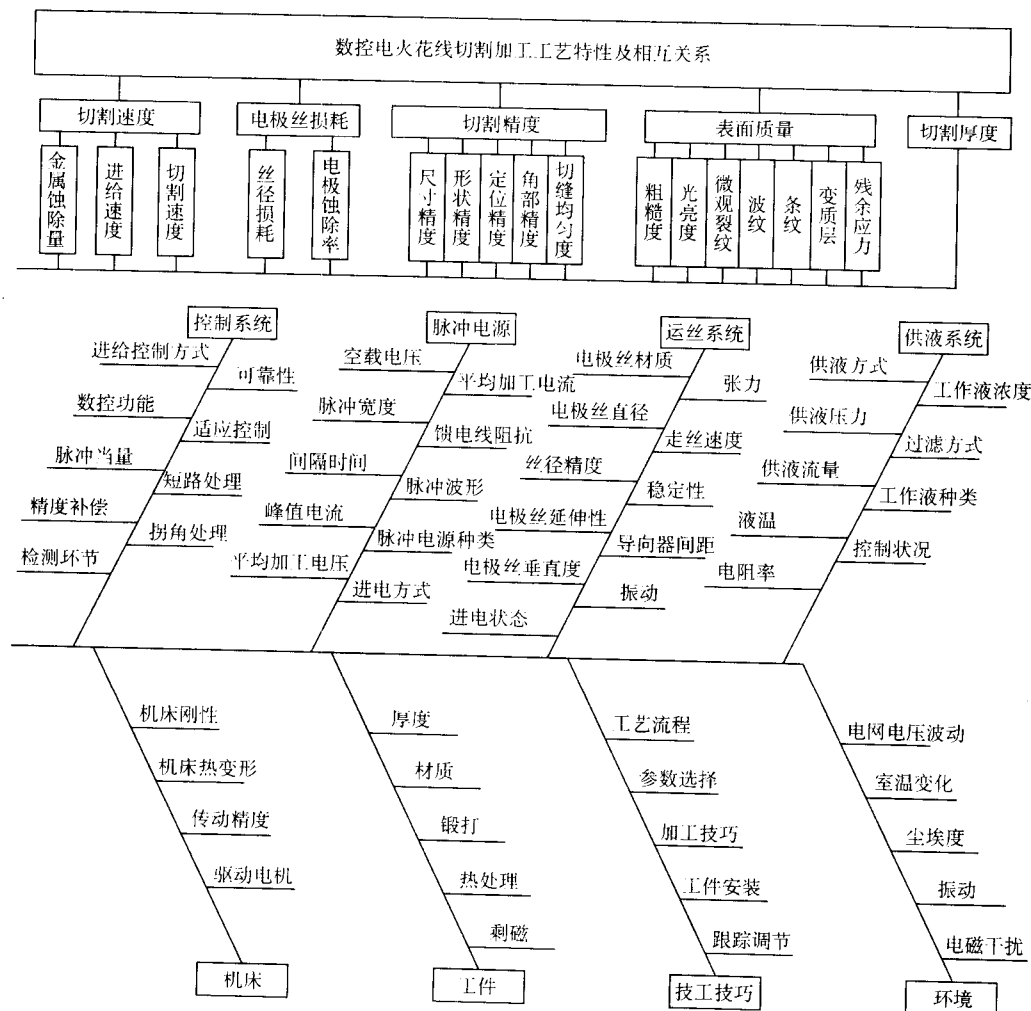 数控电火花线切割加工工艺特性及相互关系
切割速度
电极丝损耗
切割精度
表面质量
切割厚度
金属蚀除量
进给速度
切割速度
丝径损耗
电极蚀除率
尺寸精度
形状精度
定位精度
角部精度
切缝均匀度
粗糙度
光亮度
微观裂纹
波纹
条纹
变质层
残余应力
控制系统
进给控制方式
可靠性
数控功能
适应控制
脉冲当量
短路处理
精度补偿
拐角处理
检测环节
脉冲电源
空载电压
平均加工电流
脉冲宽度
馈电线阻抗
间隔时间
脉冲波形
峰值电流
脉冲电源种类
平均加工电压
进电方式
运丝系统
电极丝材质
张力
电极丝直径
走丝速度
丝径精度
稳定性
电极丝延伸性
导向器间距
电极丝垂直度
振动
进电状态
供液系统
供液方式
工作液浓度
供液压力
过滤方式
供液流量
工作液种类
液温
控制状况
电阻率
机床刚性
机床热变形
传动精度
驱动电机
机床
厚度
材质
锻打
热处理
剩磁
工件
工艺流程
参数选择
加工技巧
工件安装
跟踪调节
技工技巧
电网电压波动
室温变化
尘埃度
振动
电磁干扰
环境